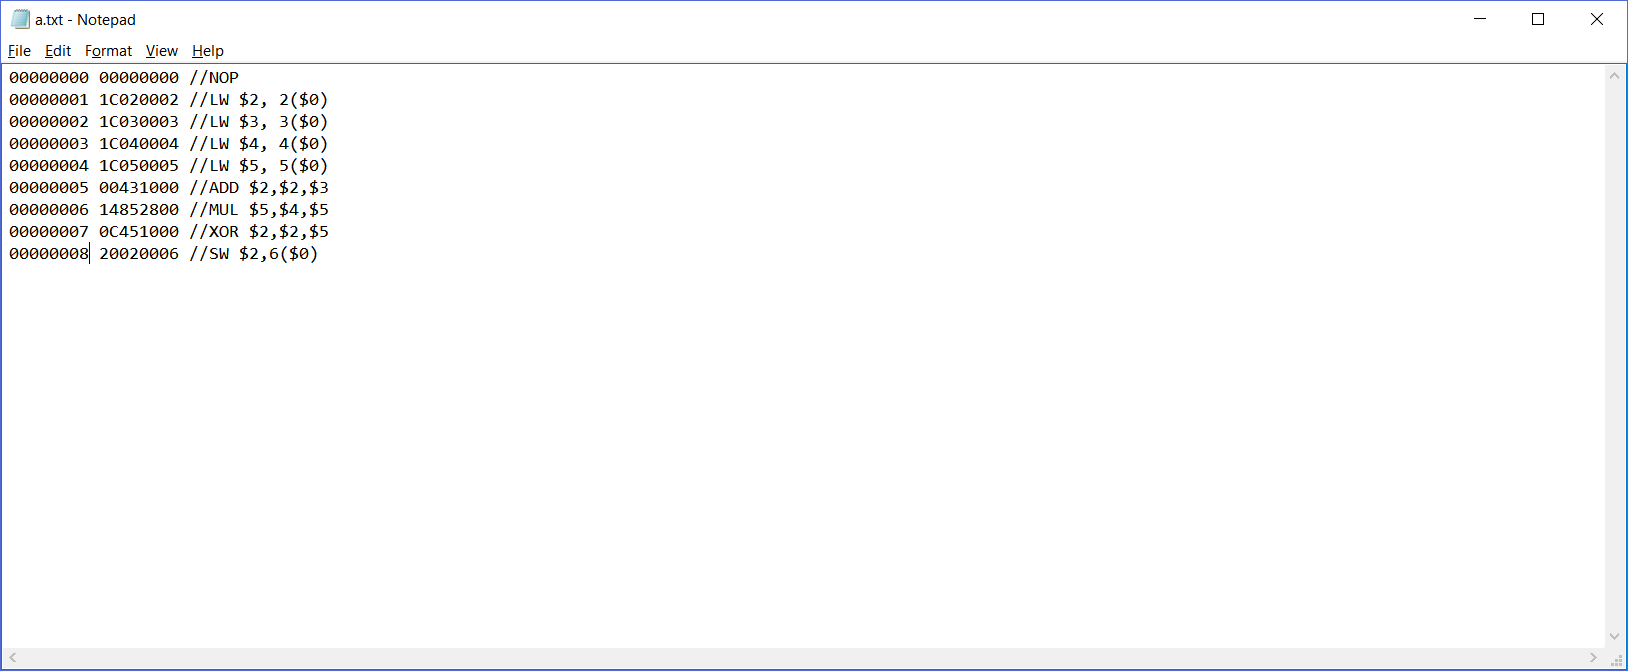 a.txt - Notepad
File Edit Format View Help
00000000 00000000 //NOP
00000001 1C020002 //LW $2, 2($0)
00000002 1C030003 //LW $3, 3($0)
00000003 1C040004 //LW $4, 4($0)
00000004 1C050005 //LW $5, 5($0)
00000005 00431000 //ADD $2,$2,$3
00000006 14852800 //MUL $5,$4,$5
00000007 0C451000 //XOR $2,$2,$5
00000008 20020006 //SW $2,6($0)